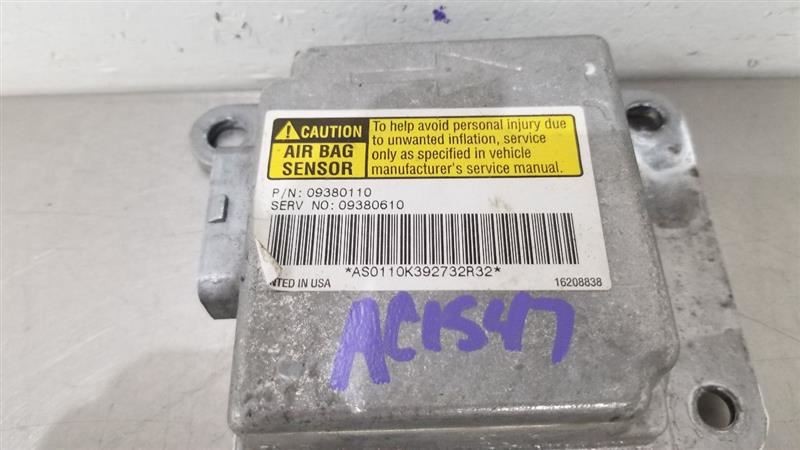 CAUTION
AIR BAG
SENSOR
To help avoid personal injury due
to unwanted inflation, service
only as specified in vehicle
manufacturer's service manual.
P/N: 09380110
SERV NO: 09380610
*AS0110K392732R32*
NTED IN USA
16208838
AC1547